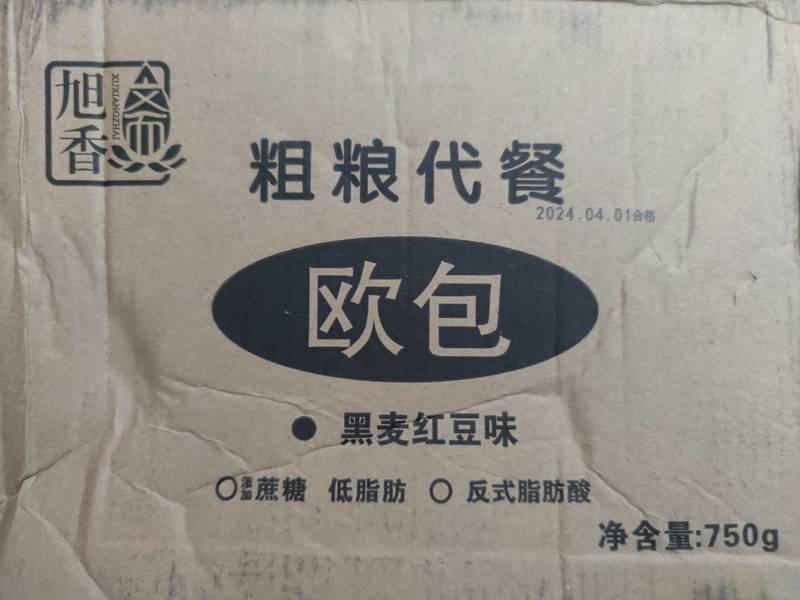 旭香斋
XUXIANGZHAI
粗粮代餐
2024.04.01合格
欧包
● 黑麦红豆味
○添加蔗糖 低脂肪 ○反式脂肪酸
净含量:750g